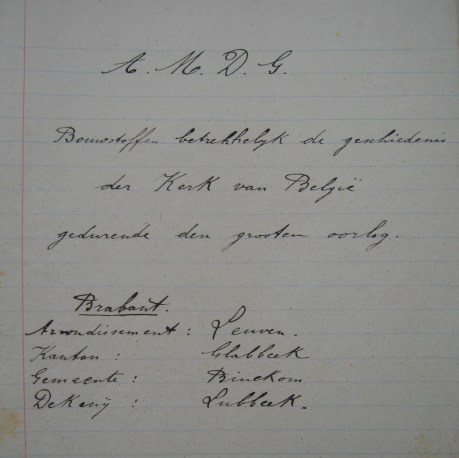 A. M. D. G.
Bouwstoffen betrekkelijk de geschiedenis
der Kerk van België
gedurende den grooten oorlog.
Brabant.
Arrondissement : Leuven.
Kanton : Glabbeek
Gemeente : Binckom
Dekenij : Lubbeek.